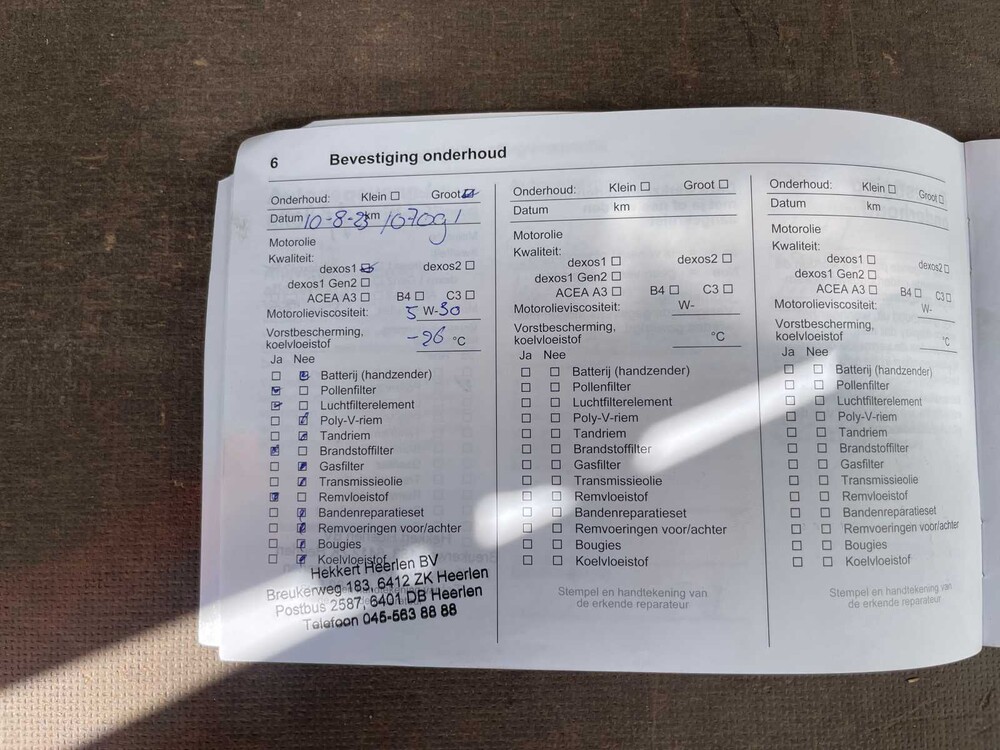 6 Bevestiging onderhoud
Onderhoud: Klein ☐ Groot ☑
Datum 10-8-23 km 107091
Motorolie
Kwaliteit:
dexos1 ☑ dexos2 ☐
dexos1 Gen2 ☐
ACEA A3 ☐ B4 ☐ C3 ☐
Motorolieviscositeit: 5 W-30
Vorstbescherming,
koelvloeistof -26 °C
Ja Nee
☐ ☑ Batterij (handzender)
☑ ☐ Pollenfilter
☑ ☐ Luchtfilterelement
☐ ☑ Poly-V-riem
☐ ☑ Tandriem
☑ ☐ Brandstoffilter
☐ ☑ Gasfilter
☐ ☑ Transmissieolie
☑ ☐ Remvloeistof
☐ ☑ Bandenreparatieset
☐ ☑ Remvoeringen voor/achter
☐ ☑ Bougies
☐ ☑ Koelvloeistof
Hekkert Heerlen BV
Breukerweg 183, 6412 ZK Heerlen
Postbus 2587, 6401 DB Heerlen
Telefoon 045-563 88 88
Onderhoud: Klein ☐ Groot ☐
Datum km
Motorolie
Kwaliteit:
dexos1 ☐ dexos2 ☐
dexos1 Gen2 ☐
ACEA A3 ☐ B4 ☐ C3 ☐
Motorolieviscositeit: W-
Vorstbescherming,
koelvloeistof °C
Ja Nee
☐ ☐ Batterij (handzender)
☐ ☐ Pollenfilter
☐ ☐ Luchtfilterelement
☐ ☐ Poly-V-riem
☐ ☐ Tandriem
☐ ☐ Brandstoffilter
☐ ☐ Gasfilter
☐ ☐ Transmissieolie
☐ ☐ Remvloeistof
☐ ☐ Bandenreparatieset
☐ ☐ Remvoeringen voor/achter
☐ ☐ Bougies
☐ ☐ Koelvloeistof
Stempel en handtekening van
de erkende reparateur
Onderhoud: Klein ☐ Groot ☐
Datum km
Motorolie
Kwaliteit:
dexos1 ☐ dexos2 ☐
dexos1 Gen2 ☐
ACEA A3 ☐ B4 ☐ C3 ☐
Motorolieviscositeit: W-
Vorstbescherming,
koelvloeistof °C
Ja Nee
☐ ☐ Batterij (handzender)
☐ ☐ Pollenfilter
☐ ☐ Luchtfilterelement
☐ ☐ Poly-V-riem
☐ ☐ Tandriem
☐ ☐ Brandstoffilter
☐ ☐ Gasfilter
☐ ☐ Transmissieolie
☐ ☐ Remvloeistof
☐ ☐ Bandenreparatieset
☐ ☐ Remvoeringen voor/achter
☐ ☐ Bougies
☐ ☐ Koelvloeistof
Stempel en handtekening van
de erkende reparateur